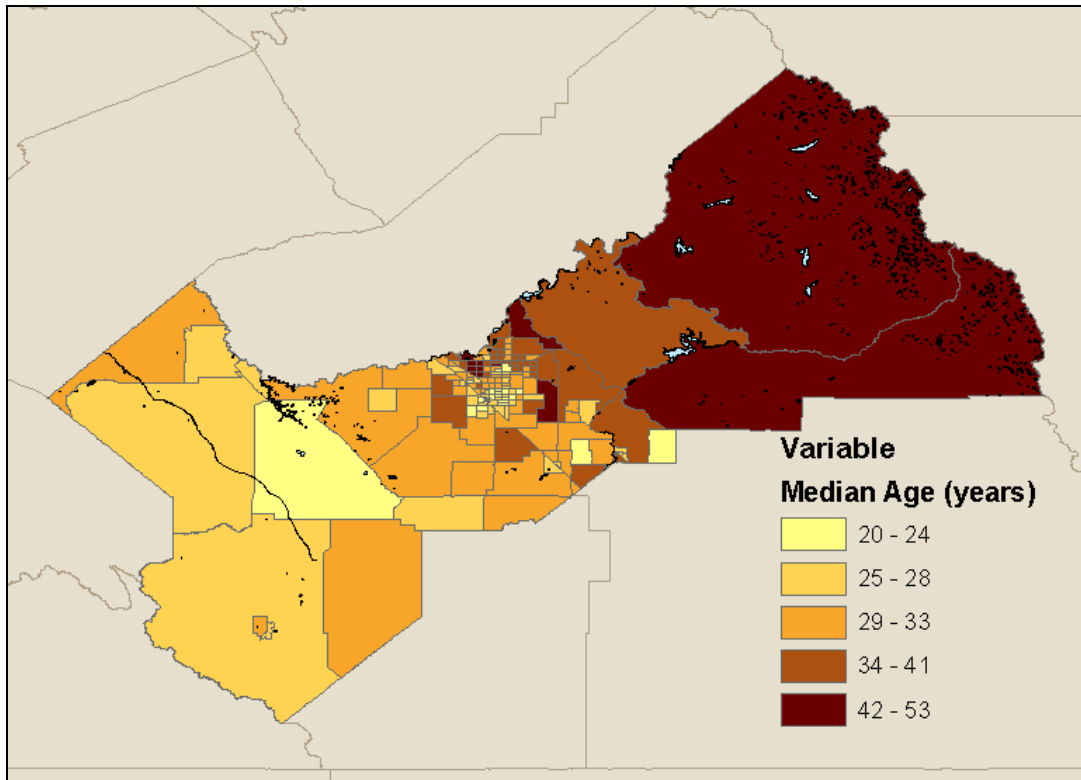 Variable
Median Age (years)
20 - 24
25 - 28
29 - 33
34 - 41
42 - 53